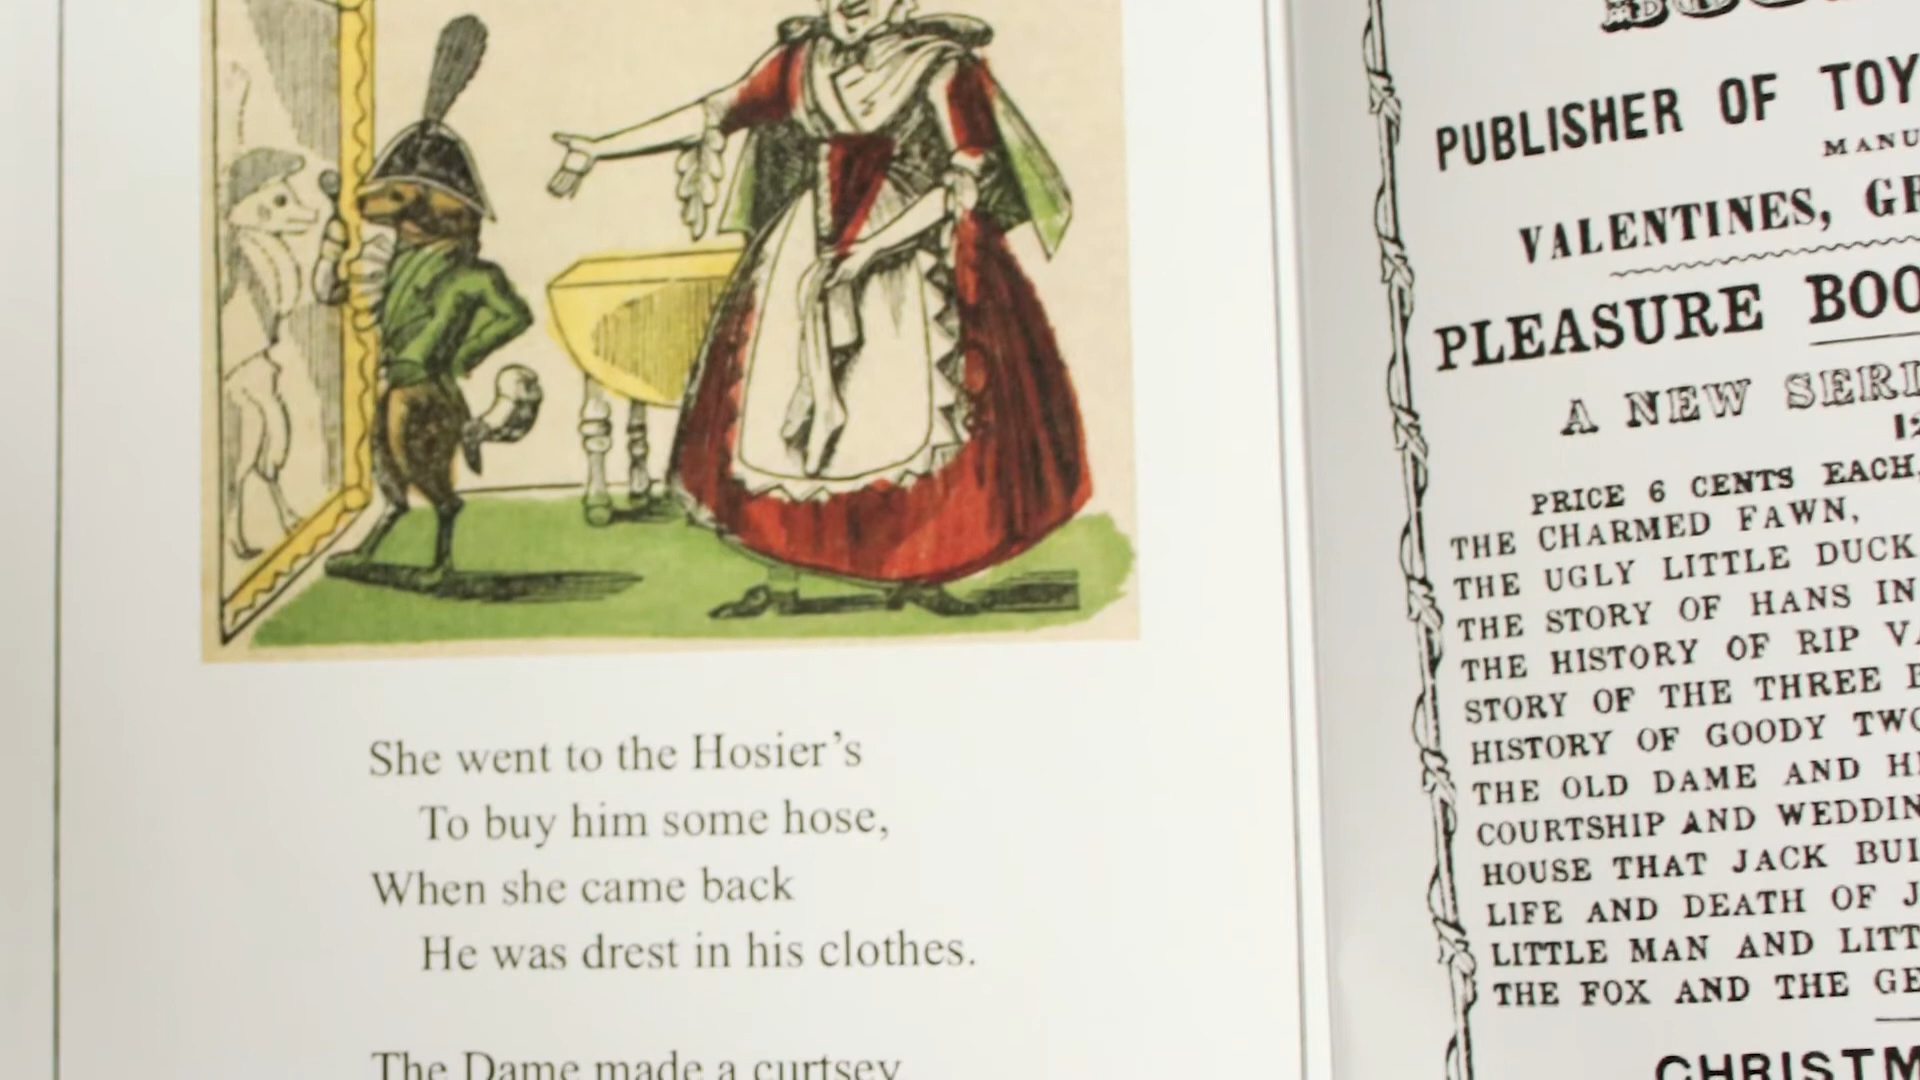 She went to the Hosier's
To buy him some hose,
When she came back
He was drest in his clothes.
The Dame made a curtsey
PUBLISHER OF TOY
MANU
VALENTINES, GR
PLEASURE BOO
A NEW SERI
12
PRICE 6 CENTS EACH,
THE CHARMED FAWN,
THE UGLY LITTLE DUCK
THE STORY OF HANS IN
THE HISTORY OF RIP VA
STORY OF THE THREE B
HISTORY OF GOODY TWO
THE OLD DAME AND HE
COURTSHIP AND WEDDIN
HOUSE THAT JACK BUI
LIFE AND DEATH OF J
LITTLE MAN AND LITT
THE FOX AND THE GE
CHRISTM